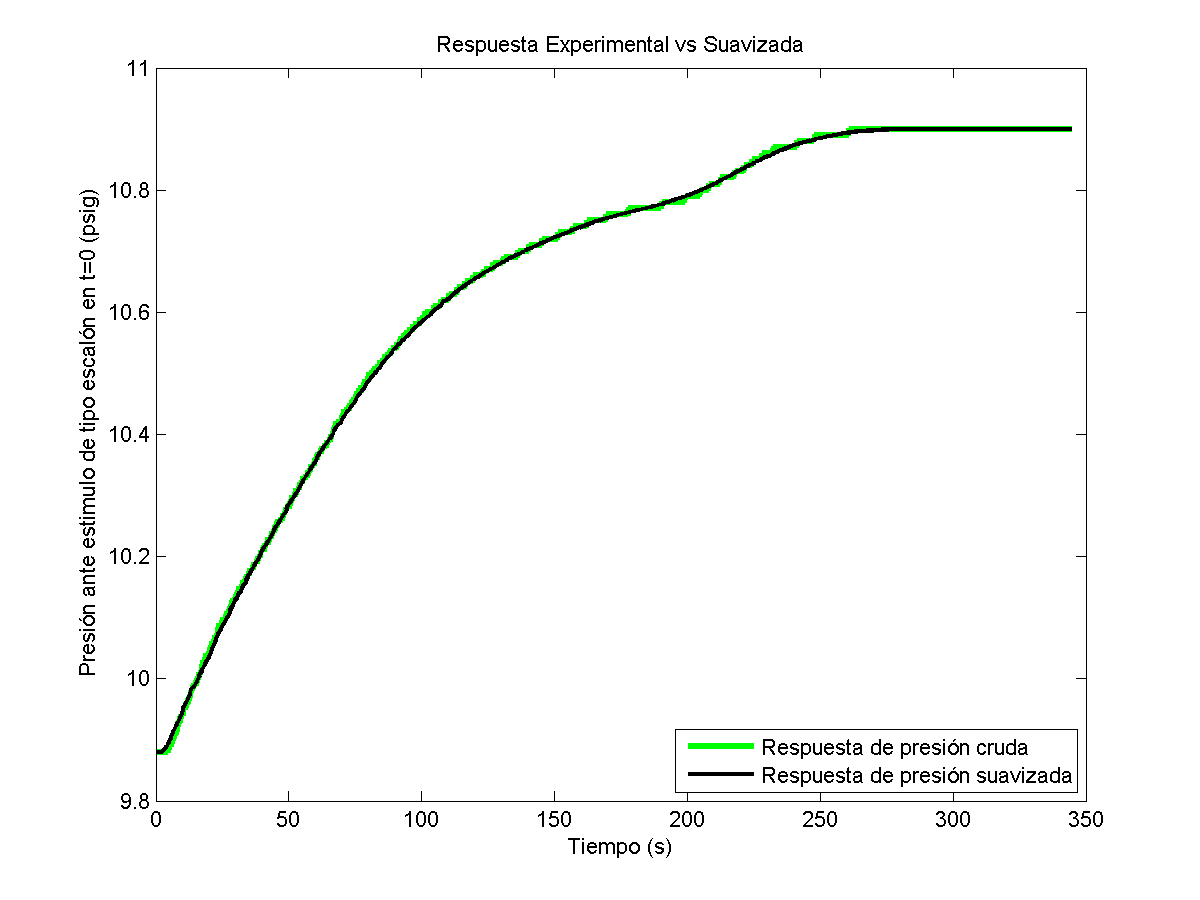 Respuesta Experimental vs Suavizada
Presión ante estimulo de tipo escalón en t=0 (psig)
11
10.8
10.6
10.4
10.2
10
9.8
0 50 100 150 200 250 300 350
Tiempo (s)
Respuesta de presión cruda
Respuesta de presión suavizada